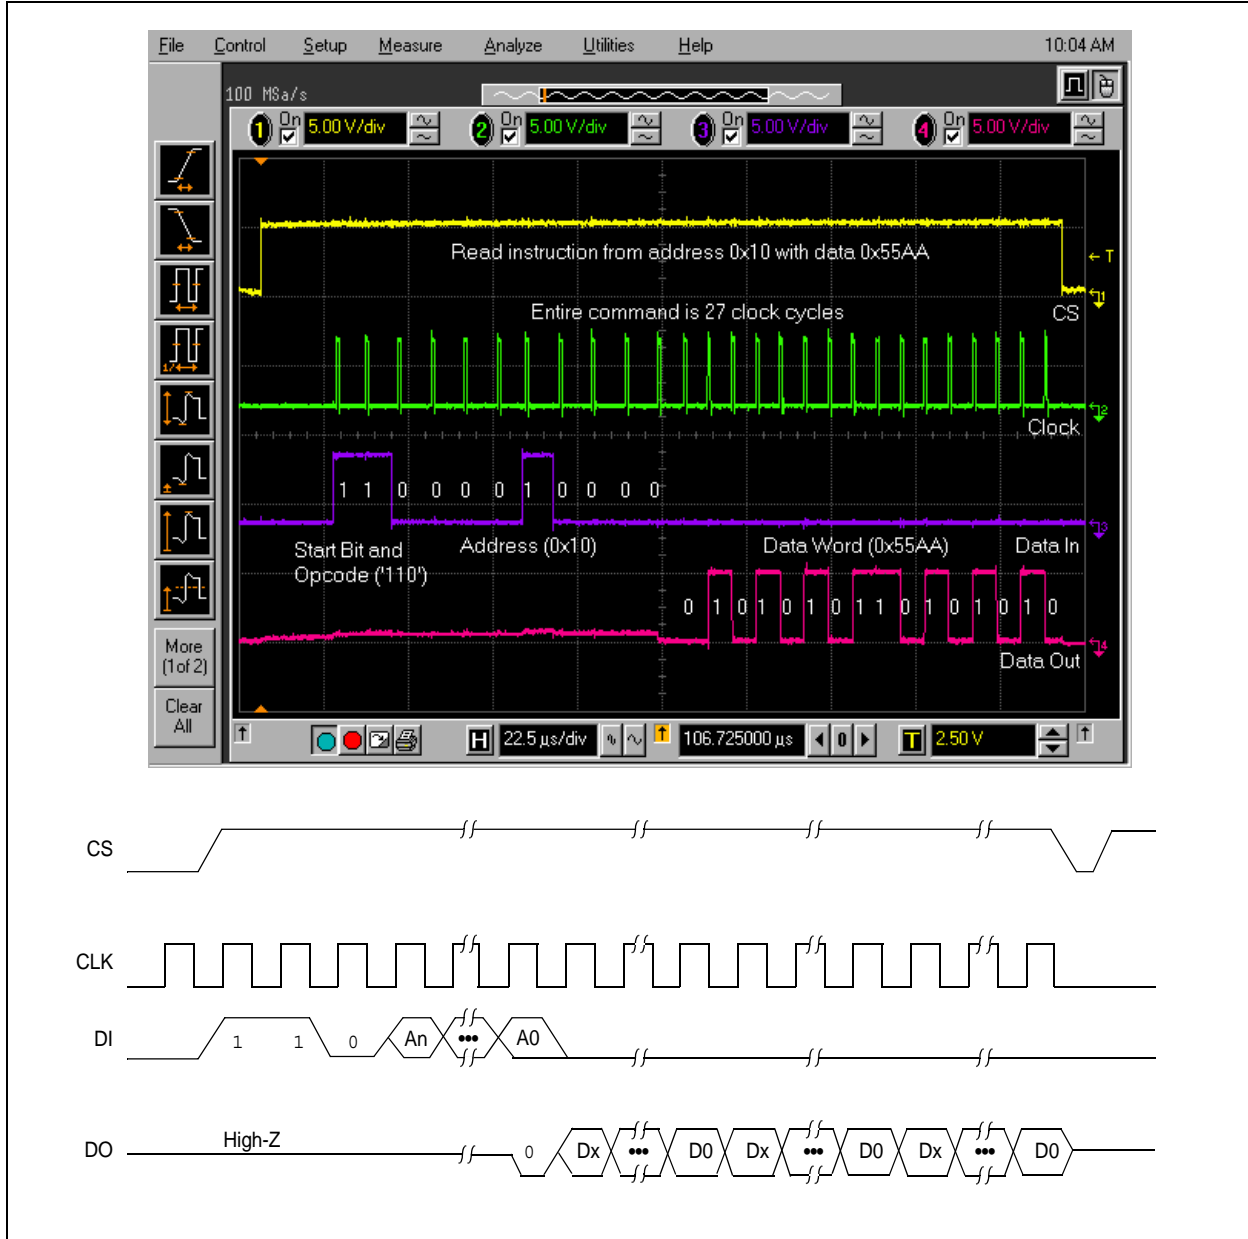 File Control Setup Measure Analyze Utilities Help 10:04 AM
100 MSa/s
1 On 5.00 V/div 2 On 5.00 V/div 3 On 5.00 V/div 4 On 5.00 V/div
Read instruction from address 0x10 with data 0x55AA
T
1
CS
Entire command is 27 clock cycles
2
Clock
1 1 0 0 0 0 1 0 0 0 0
3
Start Bit and
Opcode ('110')
Address (0x10)
Data Word (0x55AA)
Data In
0 1 0 1 0 1 0 1 1 0 1 0 1 0 1 0
4
Data Out
More
(1of 2)
Clear
All
H 22.5 µs/div 106.725000 µs 0 T 2.50 V
CS
CLK
DI 1 1 0 An ••• A0
DO High-Z 0 Dx ••• D0 Dx ••• D0 Dx ••• D0